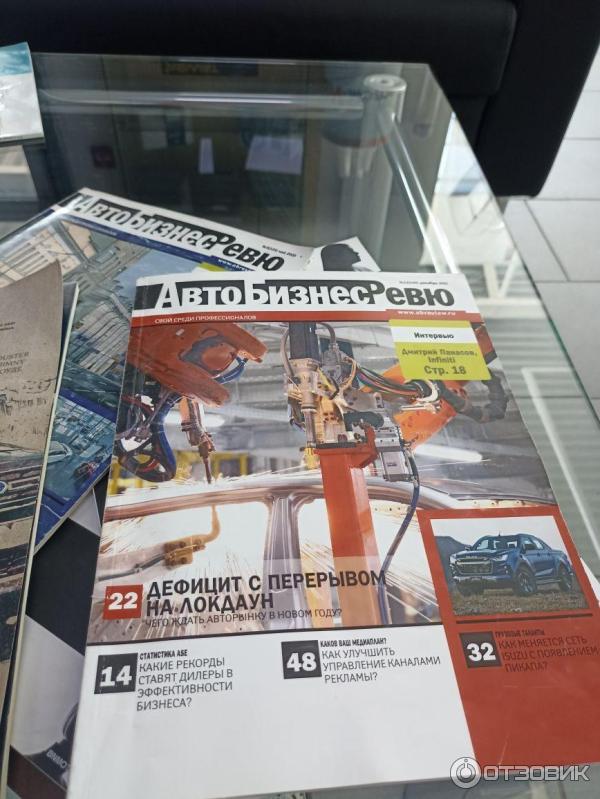 АвтоБизнесРевю
АвтоБизнесРевю
СВОЙ СРЕДИ ПРОФЕССИОНАЛОВ
www.abreview.ru
Интервью
Дмитрий Панасов,
Infiniti
Стр. 18
22 ДЕФИЦИТ С ПЕРЕРЫВОМ
НА ЛОКДАУН
ЧЕГО ЖДАТЬ АВТОРЫНКУ В НОВОМ ГОДУ?
14
СТАТИСТИКА АБЕ
КАКИЕ РЕКОРДЫ
СТАВЯТ ДИЛЕРЫ В
ЭФФЕКТИВНОСТИ
БИЗНЕСА?
48
КАКОВ ВАШ МЕДИАПЛАН?
КАК УЛУЧШИТЬ
УПРАВЛЕНИЕ КАНАЛАМИ
РЕКЛАМЫ?
32
ГРУЗОВЫЕ ТАЛАНТЫ
КАК МЕНЯЕТСЯ СЕТЬ
ISUZU С ПОЯВЛЕНИЕМ
ПИКАПА?
ОТЗОВИК